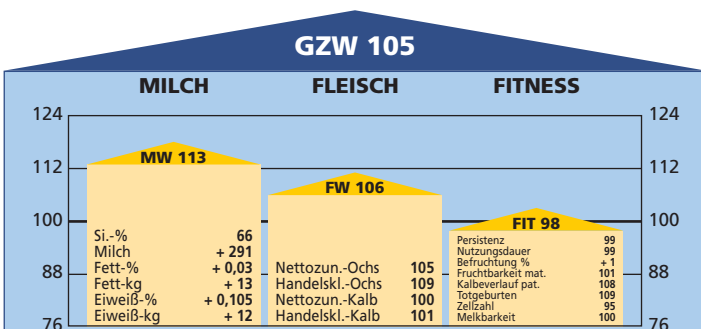 GZW 105
MILCH FLEISCH FITNESS
124 124
MW 113
112 112
FW 106
100 100
FIT 98
Si.-% 66
Milch + 291
Fett-% + 0,03
Fett-kg + 13
Eiweiß-% + 0,105
Eiweiß-kg + 12
Nettozun.-Ochs 105
Handelskl.-Ochs 109
Nettozun.-Kalb 100
Handelskl.-Kalb 101
Persistenz 99
Nutzungsdauer 99
Befruchtung % + 1
Fruchtbarkeit mat. 101
Kalbeverlauf pat. 108
Totgeburten 109
Zellzahl 95
Melkbarkeit 100
88 88
76 76